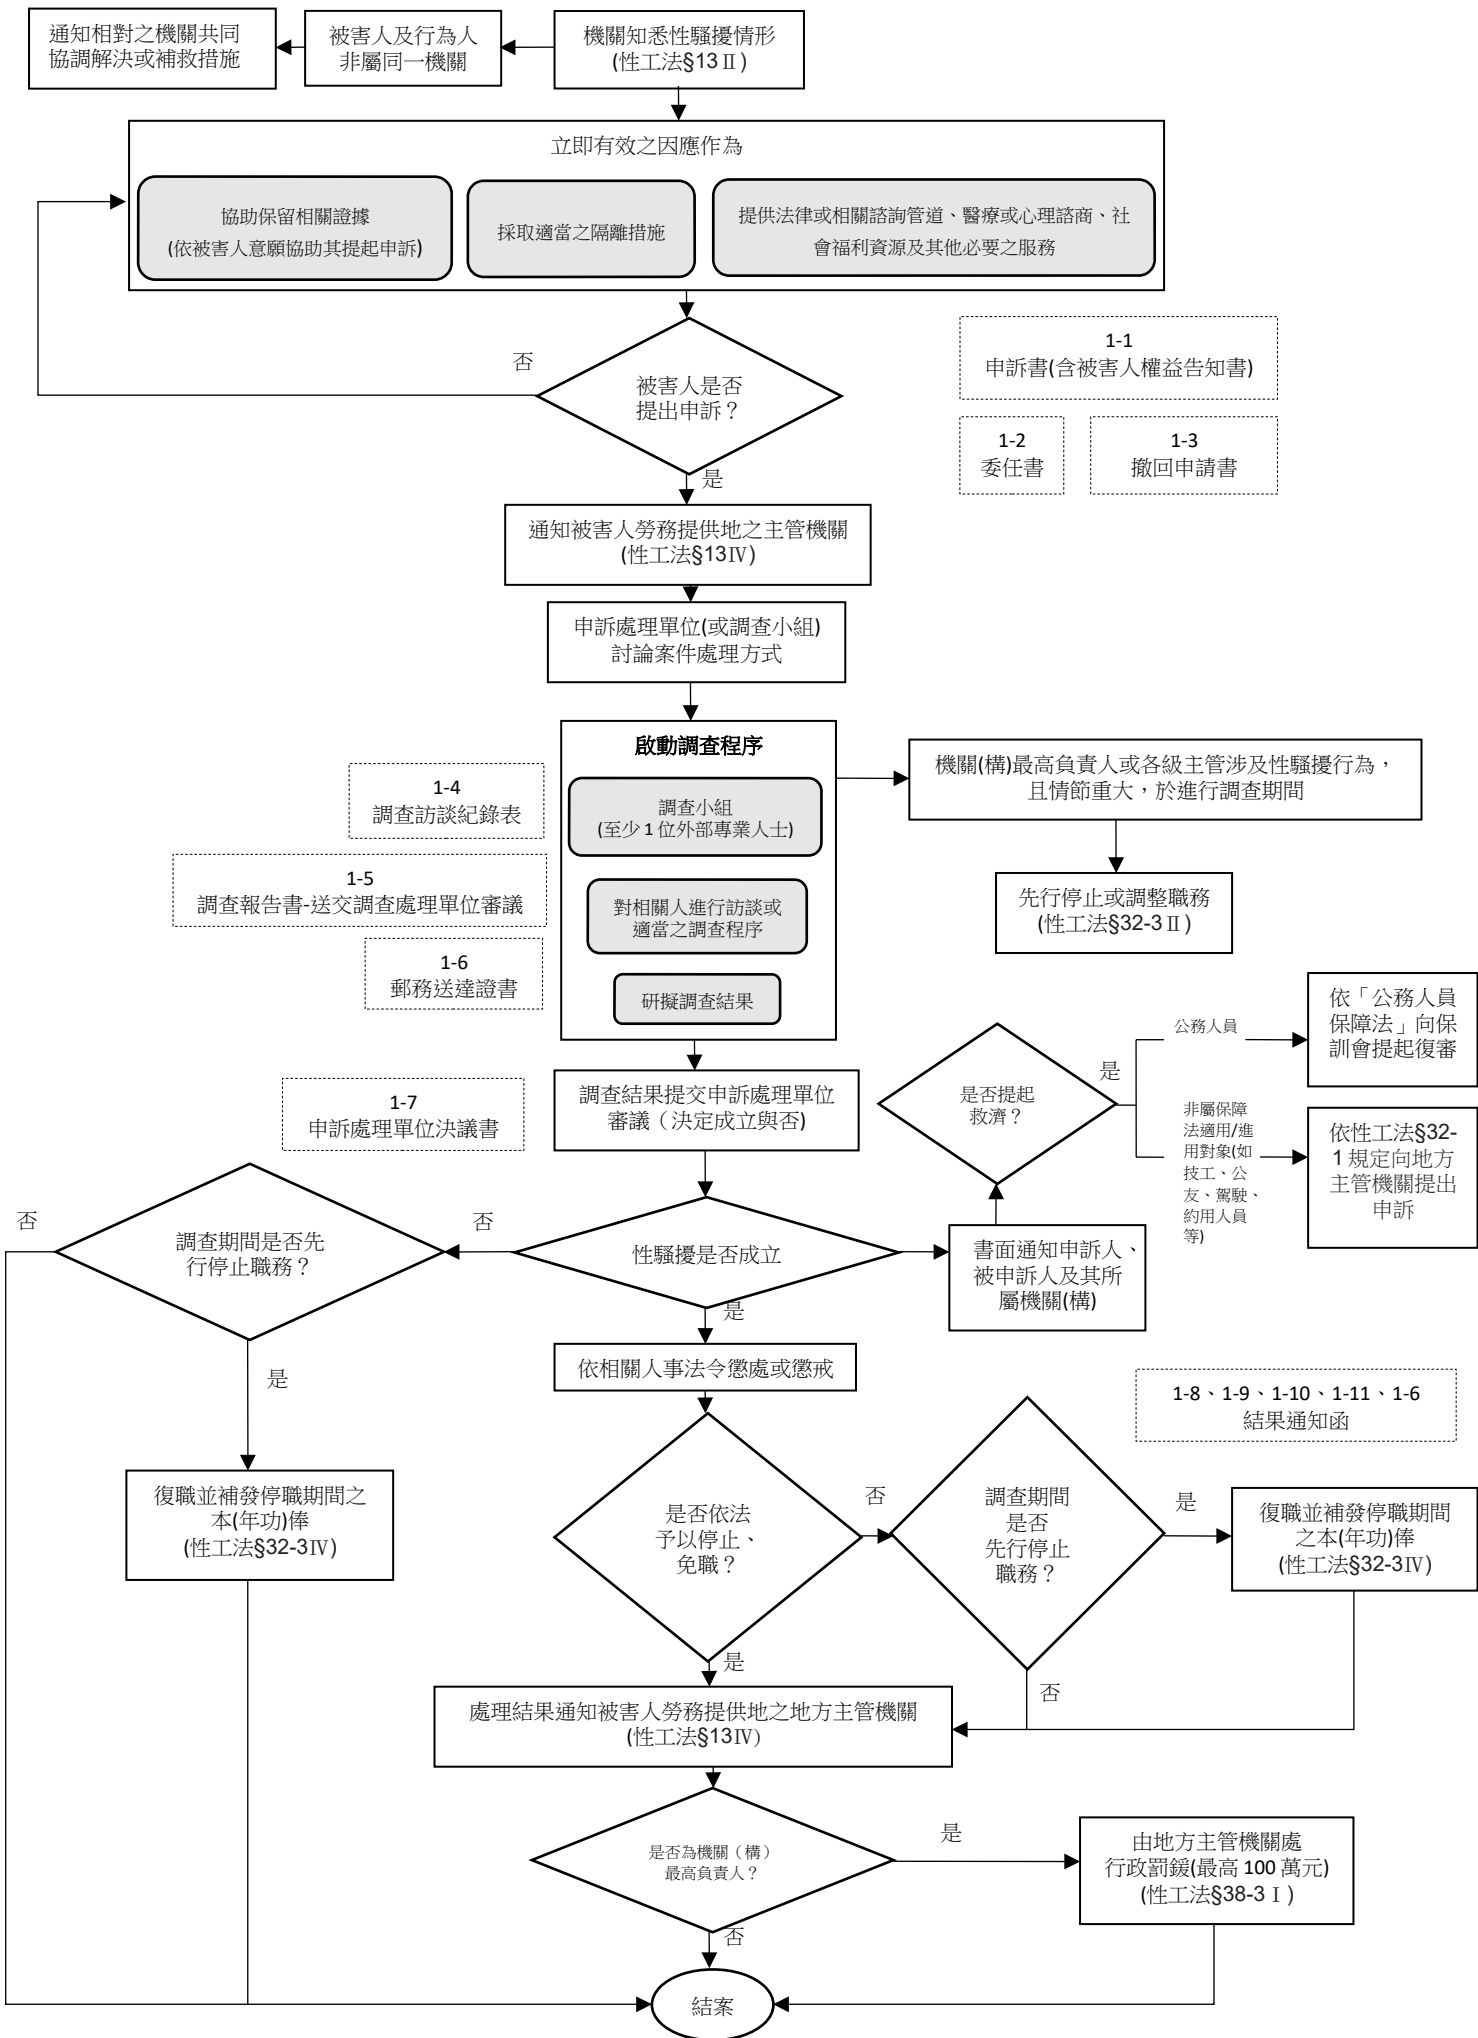 通知相對之機關共同
協調解決或補救措施
被害人及行為人
非屬同一機關
機關知悉性騷擾情形
(性工法§13Ⅱ)
立即有效之因應作為
協助保留相關證據
(依被害人意願協助其提起申訴)
採取適當之隔離措施
提供法律或相關諮詢管道、醫療或心理諮商、社
會福利資源及其他必要之服務
否
被害人是否
提出申訴？
1-1
申訴書(含被害人權益告知書)
1-2
委任書
1-3
撤回申請書
是
通知被害人勞務提供地之主管機關
(性工法§13Ⅳ)
申訴處理單位(或調查小組)
討論案件處理方式
啟動調查程序
調查小組
(至少 1 位外部專業人士)
對相關人進行訪談或
適當之調查程序
研擬調查結果
1-4
調查訪談紀錄表
1-5
調查報告書-送交調查處理單位審議
1-6
郵務送達證書
機關(構)最高負責人或各級主管涉及性騷擾行為，
且情節重大，於進行調查期間
先行停止或調整職務
(性工法§32-3Ⅱ)
調查結果提交申訴處理單位
審議（決定成立與否)
1-7
申訴處理單位決議書
是否提起
救濟？
是
公務人員
依「公務人員
保障法」向保
訓會提起復審
非屬保障
法適用/進
用對象(如
技工、公
友、駕駛、
約用人員
等)
依性工法§32-
1 規定向地方
主管機關提出
申訴
否
調查期間是否先
行停止職務？
否
性騷擾是否成立
書面通知申訴人、
被申訴人及其所
屬機關(構)
是
是
依相關人事法令懲處或懲戒
1-8、1-9、1-10、1-11、1-6
結果通知函
復職並補發停職期間之
本(年功)俸
(性工法§32-3Ⅳ)
是否依法
予以停止、
免職？
否
調查期間
是否
先行停止
職務？
是
復職並補發停職期間
之本(年功)俸
(性工法§32-3Ⅳ)
是
否
處理結果通知被害人勞務提供地之地方主管機關
(性工法§13Ⅳ)
是否為機關（構）
最高負責人？
是
由地方主管機關處
行政罰鍰(最高 100 萬元)
(性工法§38-3Ⅰ)
否
結案